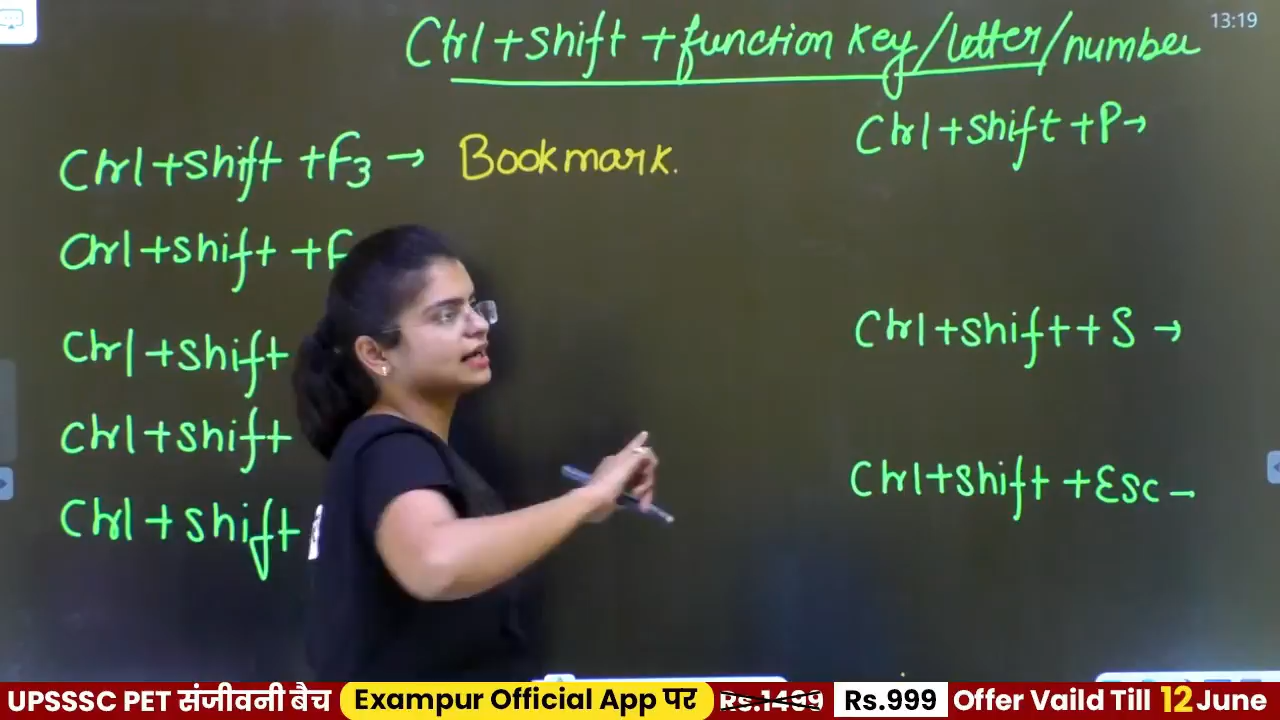 13:19
Ctrl+Shift+function key/letter/number
Ctrl+Shift+F3→ Bookmark.
Ctrl+Shift+F
Ctrl+Shift+
Ctrl+Shift+
Ctrl+Shift
Ctrl+Shift+P→
Ctrl+Shift+S→
Ctrl+Shift+Esc–
UPSSSC PET संजीवनी बैच Exampur Official App पर Rs.1499 Rs.999 Offer Vaild Till 12 June